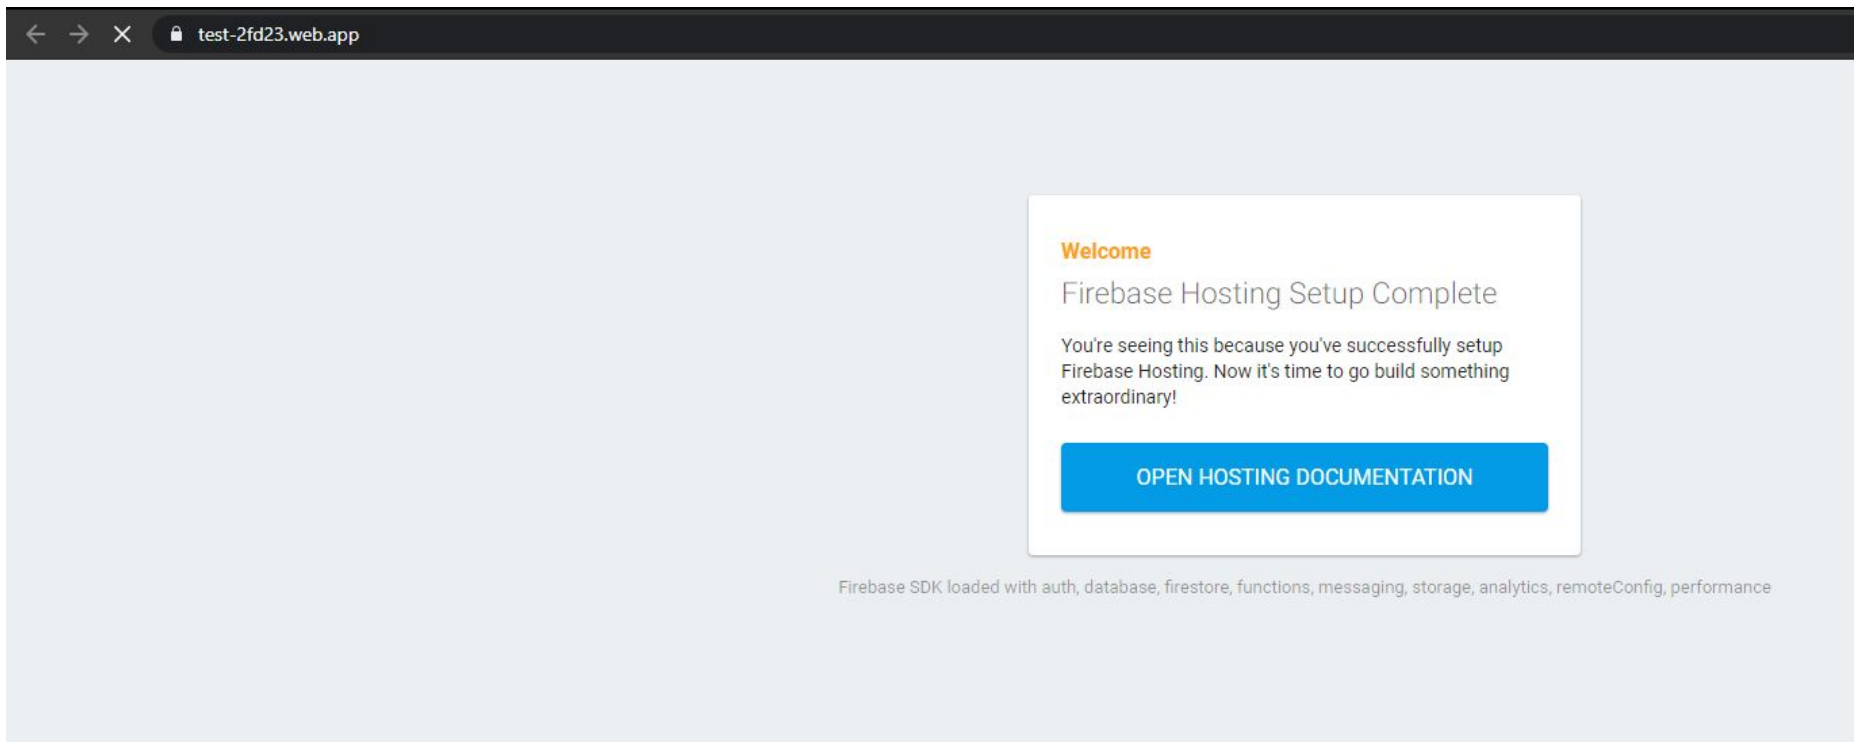 test-2fd23.web.app
Welcome
Firebase Hosting Setup Complete
You're seeing this because you've successfully setup
Firebase Hosting. Now it's time to go build something
extraordinary!
OPEN HOSTING DOCUMENTATION
Firebase SDK loaded with auth, database, firestore, functions, messaging, storage, analytics, remoteConfig, performance